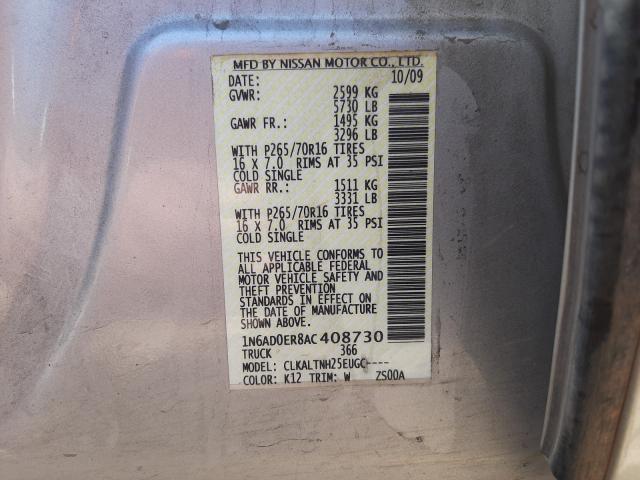 MFD BY NISSAN MOTOR CO., LTD.
DATE: 10/09
GVWR: 2599 KG
5730 LB
GAWR FR.: 1495 KG
3296 LB
WITH P265/70R16 TIRES
16 X 7.0 RIMS AT 35 PSI
COLD SINGLE
GAWR RR.: 1511 KG
3331 LB
WITH P265/70R16 TIRES
16 X 7.0 RIMS AT 35 PSI
COLD SINGLE
THIS VEHICLE CONFORMS TO
ALL APPLICABLE FEDERAL
MOTOR VEHICLE SAFETY AND
THEFT PREVENTION
STANDARDS IN EFFECT ON
THE DATE OF MANUFACTURE
SHOWN ABOVE.
1N6AD0ER8AC408730
TRUCK 366
MODEL: CLKALTNH25EUGC----
COLOR: K12 TRIM: W ZS00A